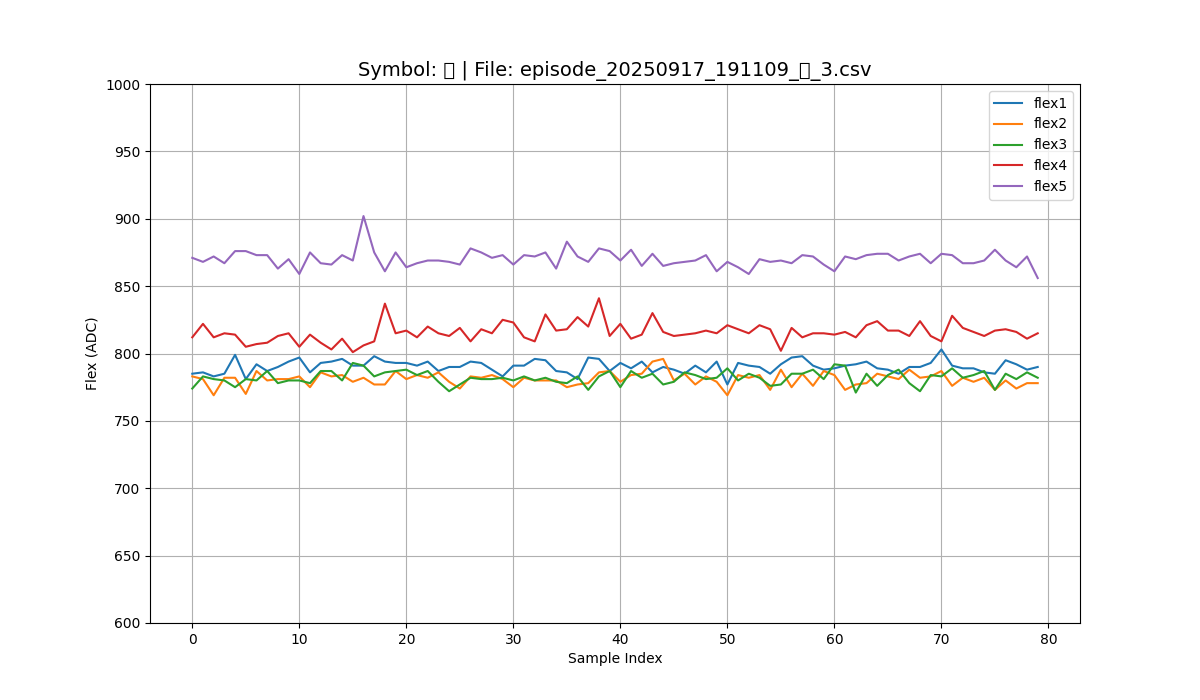 Symbol: | File: episode_20250917_191109_ _3.csv
1000
950
900
850
800
750
700
650
600
Flex (ADC)
0 10 20 30 40 50 60 70 80
Sample Index
flex1
flex2
flex3
flex4
flex5